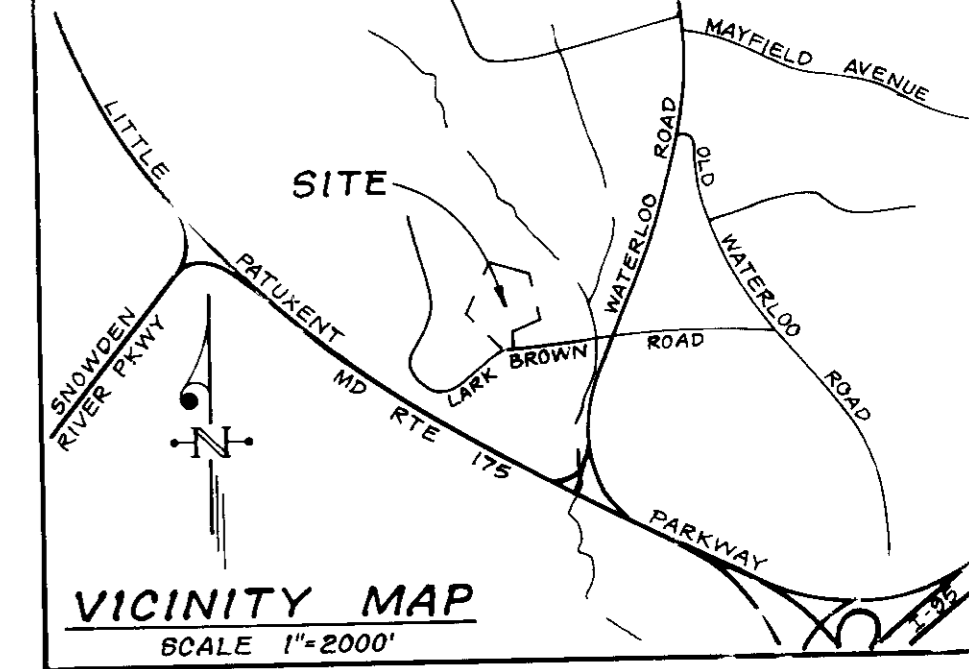 MAYFIELD AVENUE
LITTLE
PATUXENT
MD RTE 175
PARKWAY
SITE
WATERLOO ROAD
OLD WATERLOO ROAD
SNOWDEN
RIVER PKWY
LARK BROWN ROAD
N
I-95
VICINITY MAP
SCALE 1"=2000'